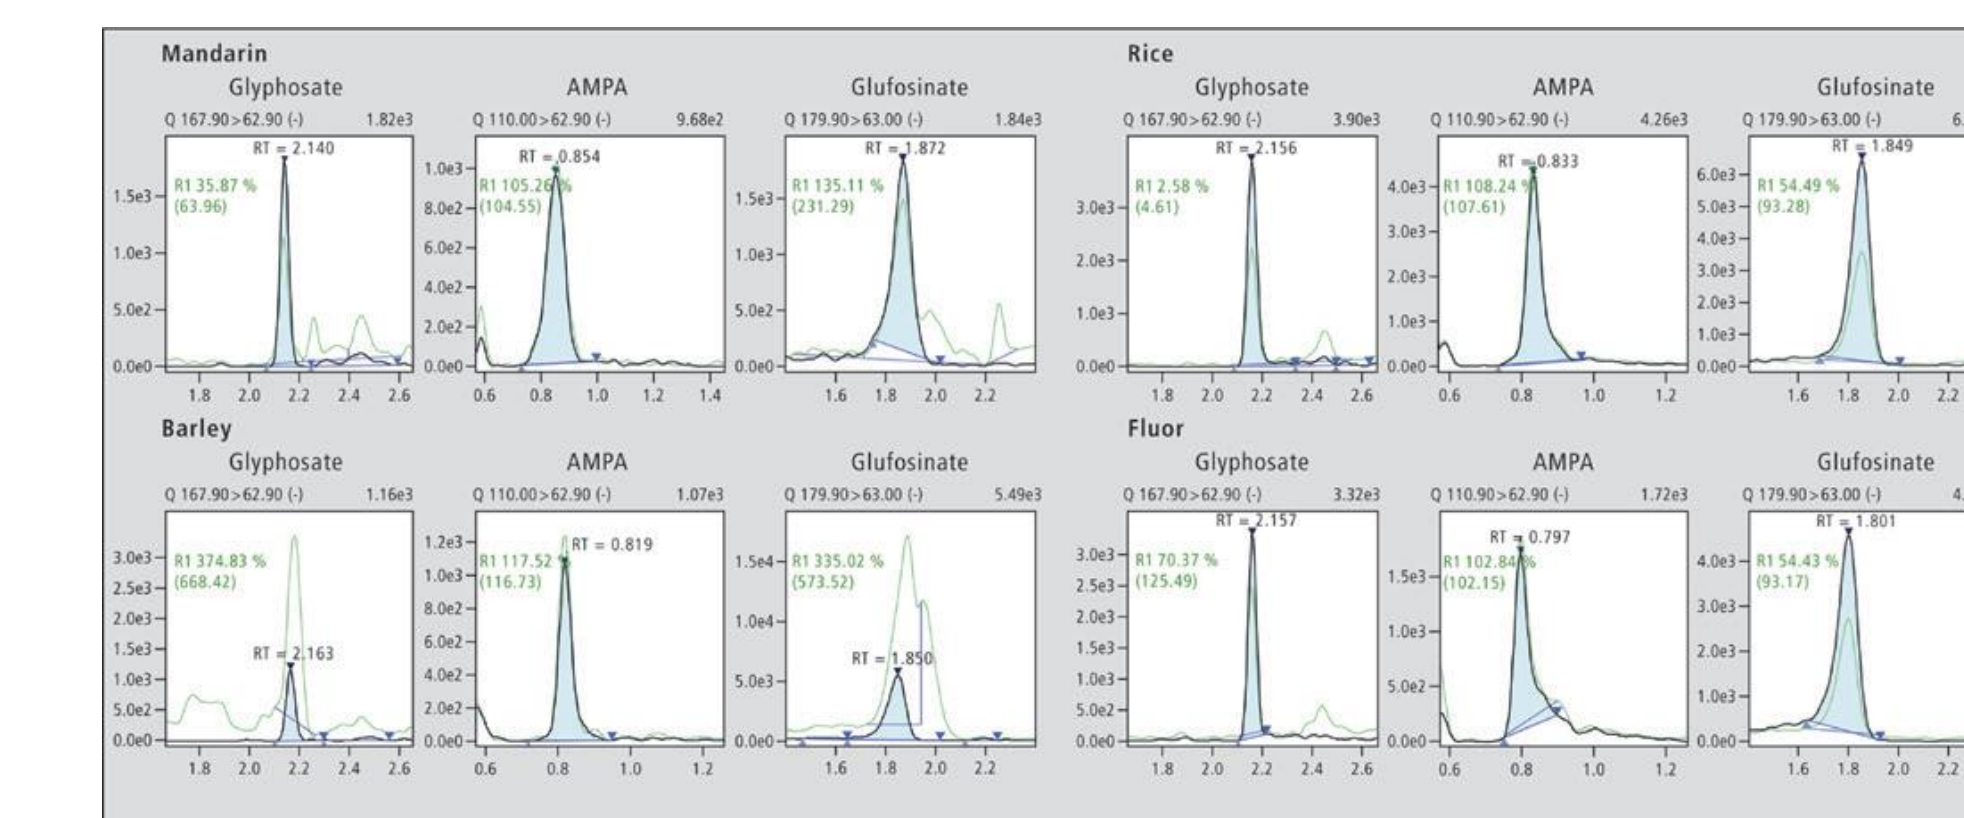 Mandarin
Glyphosate AMPA Glufosinate
Q 167.90>62.90 (-) 1.82e3 Q 110.00>62.90 (-) 9.68e2 Q 179.90>63.00 (-) 1.84e3
RT = 2.140 RT = 0.854 RT = 1.872
R1 35.87 % R1 105.26 % R1 135.11 %
(63.96) (104.55) (231.29)
1.5e3 1.0e3 5.0e2 0.0e0
1.0e3 8.0e2 6.0e2 4.0e2 2.0e2 0.0e0
1.5e3 1.0e3 5.0e2 0.0e0
1.8 2.0 2.2 2.4 2.6 0.6 0.8 1.0 1.2 1.4 1.6 1.8 2.0 2.2
Rice
Glyphosate AMPA Glufosinate
Q 167.90>62.90 (-) 3.90e3 Q 110.90>62.90 (-) 4.26e3 Q 179.90>63.00 (-) 6.
RT = 2.156 RT = 0.833 RT = 1.849
R1 2.58 % R1 108.24 % R1 54.49 %
(4.61) (107.61) (93.28)
3.0e3 2.0e3 1.0e3 0.0e0
4.0e3 3.0e3 2.0e3 1.0e3 0.0e0
6.0e3 5.0e3 4.0e3 3.0e3 2.0e3 1.0e3 0.0e0
1.8 2.0 2.2 2.4 2.6 0.6 0.8 1.0 1.2 1.6 1.8 2.0 2.2
Barley
Glyphosate AMPA Glufosinate
Q 167.90>62.90 (-) 1.16e3 Q 110.00>62.90 (-) 1.07e3 Q 179.90>63.00 (-) 5.49e3
RT = 2.163 RT = 0.819 RT = 1.850
R1 374.83 % R1 117.52 % R1 335.02 %
(668.42) (116.73) (573.52)
3.0e3 2.5e3 2.0e3 1.5e3 1.0e3 5.0e2 0.0e0
1.2e3 1.0e3 8.0e2 6.0e2 4.0e2 2.0e2 0.0e0
1.5e4 1.0e4 5.0e3 0.0e0
1.8 2.0 2.2 2.4 2.6 0.6 0.8 1.0 1.2 1.6 1.8 2.0 2.2
Fluor
Glyphosate AMPA Glufosinate
Q 167.90>62.90 (-) 3.32e3 Q 110.90>62.90 (-) 1.72e3 Q 179.90>63.00 (-) 4.
RT = 2.157 RT = 0.797 RT = 1.801
R1 70.37 % R1 102.84 % R1 54.43 %
(125.49) (102.15) (93.17)
3.0e3 2.5e3 2.0e3 1.5e3 1.0e3 5.0e2 0.0e0
1.5e3 1.0e3 5.0e2 0.0e0
4.0e3 3.0e3 2.0e3 1.0e3 0.0e0
1.8 2.0 2.2 2.4 2.6 0.6 0.8 1.0 1.2 1.6 1.8 2.0 2.2